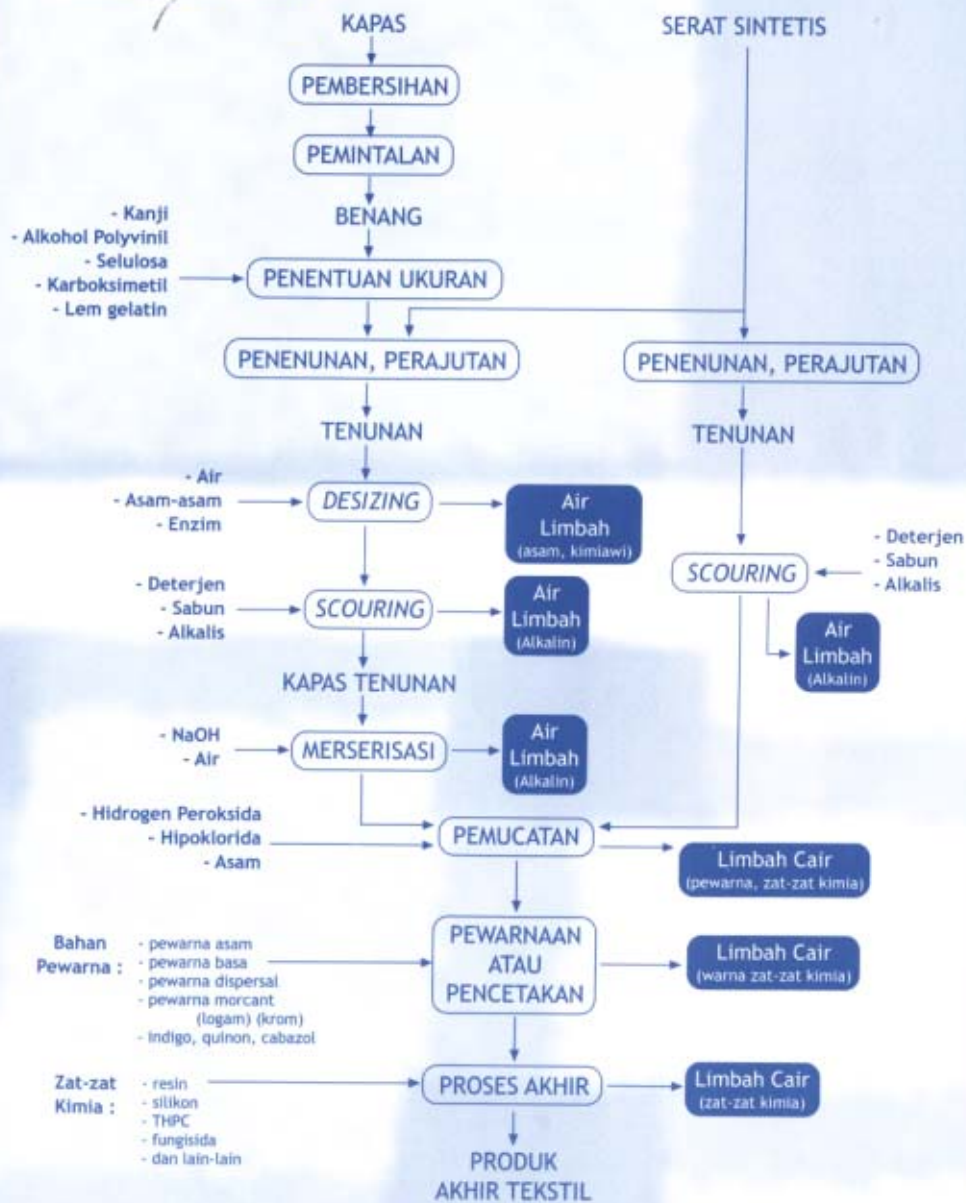 KAPAS
SERAT SINTETIS
PEMBERSIHAN
PEMINTALAN
BENANG
- Kanji
- Alkohol Polyvinil
- Selulosa
- Karboksimetil
- Lem gelatin
PENENTUAN UKURAN
PENENUNAN, PERAJUTAN
PENENUNAN, PERAJUTAN
TENUNAN
TENUNAN
- Air
- Asam-asam
- Enzim
DESIZING
Air
Limbah
(asam, kimiawi)
- Deterjen
- Sabun
- Alkalis
SCOURING
Air
Limbah
(Alkalin)
SCOURING
- Deterjen
- Sabun
- Alkalis
Air
Limbah
(Alkalin)
KAPAS TENUNAN
- NaOH
- Air
MERSERISASI
Air
Limbah
(Alkalin)
- Hidrogen Peroksida
- Hipoklorida
- Asam
PEMUCATAN
Limbah Cair
(pewarna, zat-zat kimia)
Bahan
Pewarna :
- pewarna asam
- pewarna basa
- pewarna dispersal
- pewarna morcant
(logam) (krom)
- indigo, quinon, cabazol
PEWARNAAN
ATAU
PENCETAKAN
Limbah Cair
(warna zat-zat kimia)
Zat-zat
Kimia :
- resin
- silikon
- THPC
- fungisida
- dan lain-lain
PROSES AKHIR
Limbah Cair
(zat-zat kimia)
PRODUK
AKHIR TEKSTIL